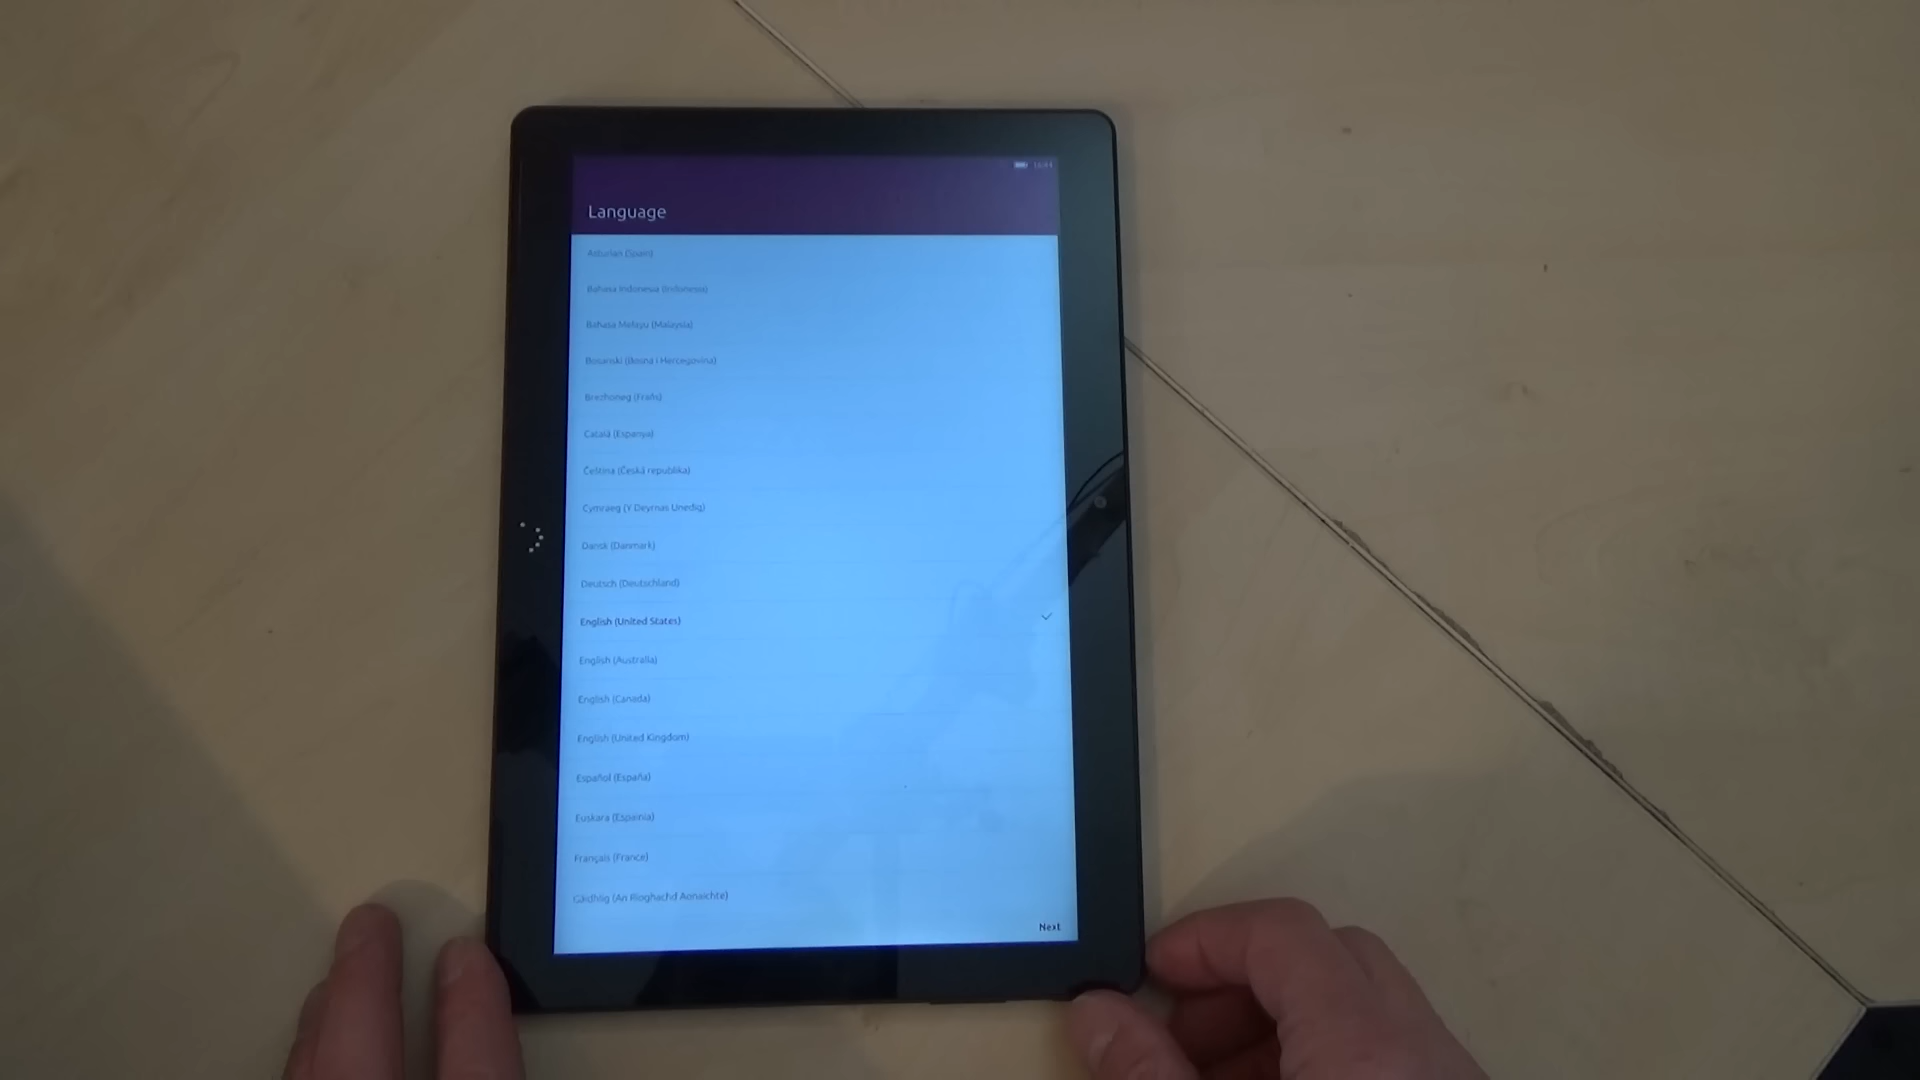 Language
Asturian (Spain)
Bahasa Indonesia (Indonesia)
Bahasa Melayu (Malaysia)
Bosanski (Bosna i Hercegovina)
Brezhoneg (Frañs)
Català (Espanya)
Čeština (Česká republika)
Cymraeg (Y Deyrnas Unedig)
Dansk (Danmark)
Deutsch (Deutschland)
English (United States)
English (Australia)
English (Canada)
English (United Kingdom)
Español (España)
Euskara (Espainia)
Français (France)
Gàidhlig (An Rìoghachd Aonaichte)
Next